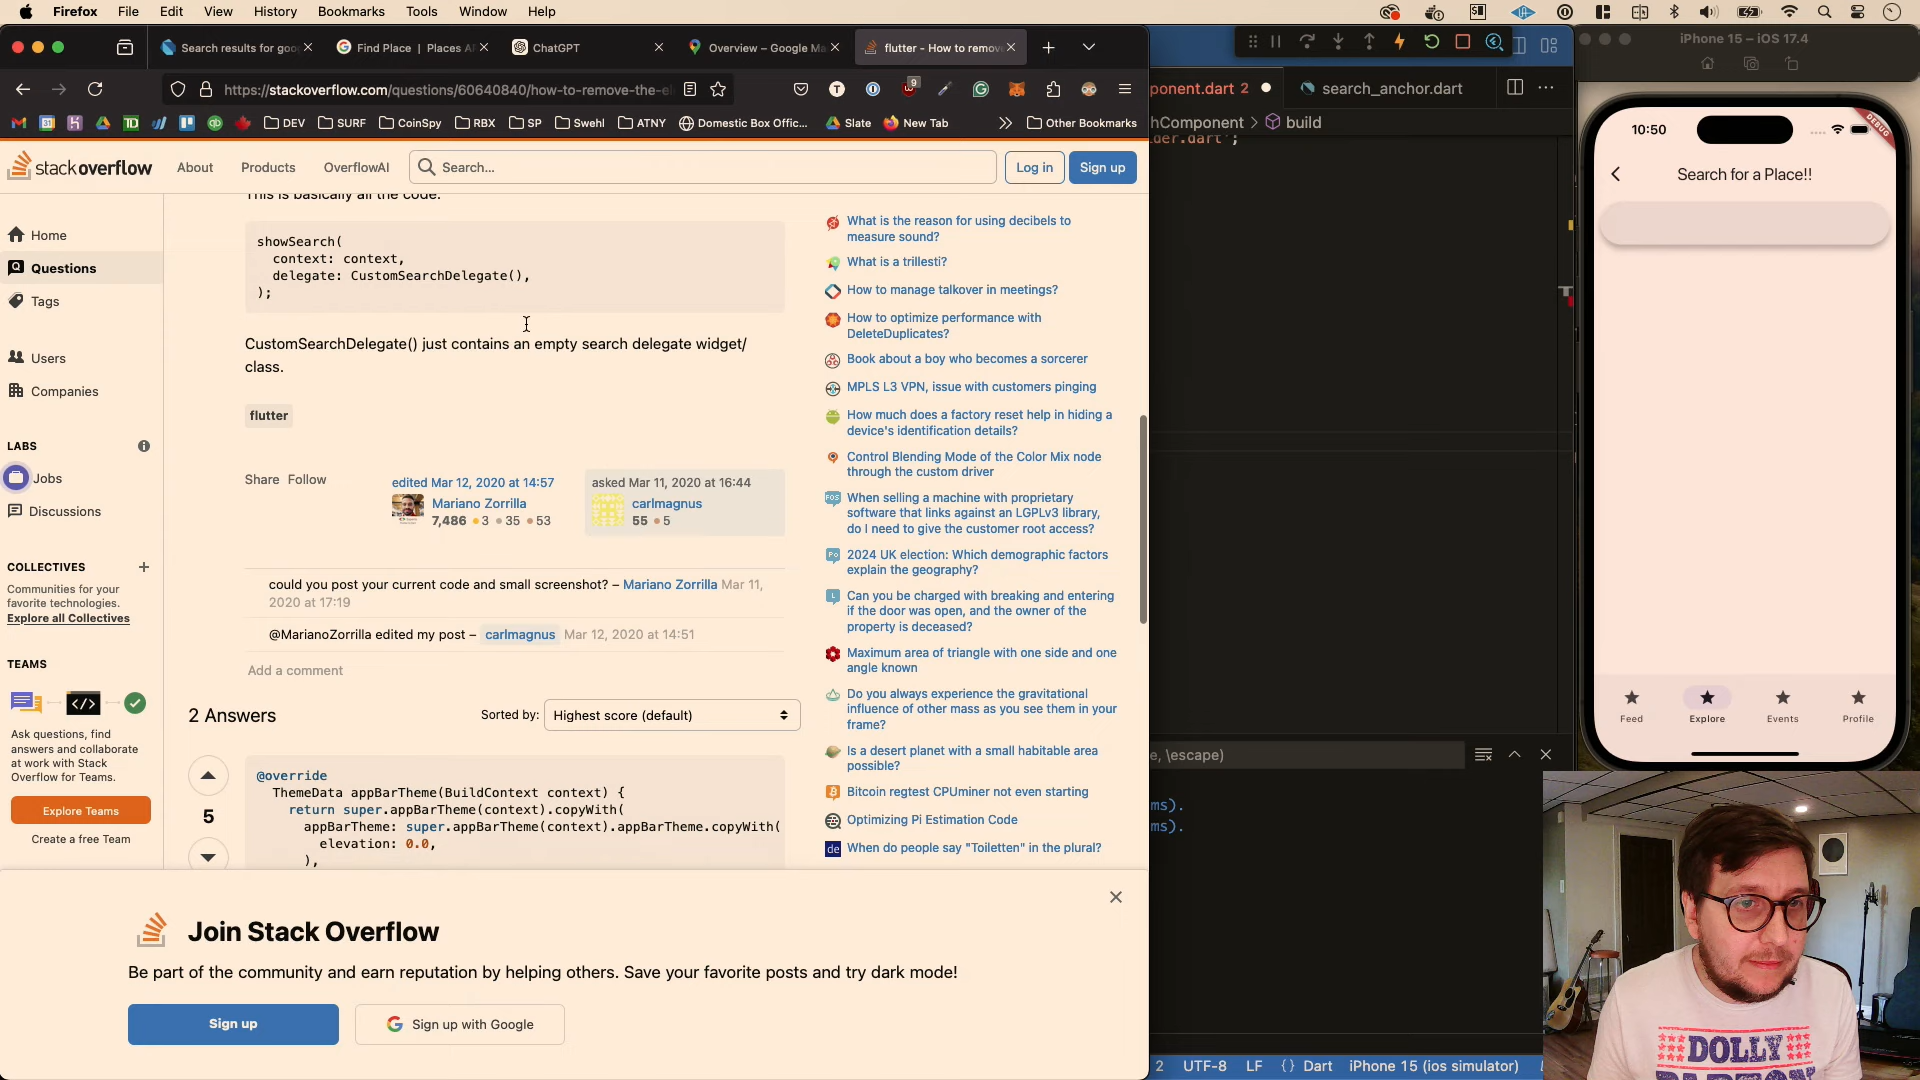 Firefox File Edit View History Bookmarks Tools Window Help
Search results for goo Find Place | Places A ChatGPT Overview – Google Ma flutter - How to remov
https://stackoverflow.com/questions/60640840/how-to-remove-the-el
9
DEV SURF CoinSpy RBX SP Swehl ATNY Domestic Box Offic... Slate New Tab Other Bookmarks
stackoverflow About Products OverflowAI Search... Log in Sign up
Home
Questions
Tags
Users
Companies
LABS
Jobs
Discussions
COLLECTIVES
Communities for your
favorite technologies.
Explore all Collectives
TEAMS
Ask questions, find
answers and collaborate
at work with Stack
Overflow for Teams.
Explore Teams
Create a free Team
This is basically all the code.
showSearch(
context: context,
delegate: CustomSearchDelegate(),
);
CustomSearchDelegate() just contains an empty search delegate widget/
class.
flutter
Share Follow
edited Mar 12, 2020 at 14:57
Mariano Zorrilla
7,486 3 35 53
asked Mar 11, 2020 at 16:44
carlmagnus
55 5
could you post your current code and small screenshot? – Mariano Zorrilla Mar 11,
2020 at 17:19
@MarianoZorrilla edited my post – carlmagnus Mar 12, 2020 at 14:51
Add a comment
2 Answers
Sorted by: Highest score (default)
5
@override
ThemeData appBarTheme(BuildContext context) {
return super.appBarTheme(context).copyWith(
appBarTheme: super.appBarTheme(context).appBarTheme.copyWith(
elevation: 0.0,
),
What is the reason for using decibels to
measure sound?
What is a trillesti?
How to manage talkover in meetings?
How to optimize performance with
DeleteDuplicates?
Book about a boy who becomes a sorcerer
MPLS L3 VPN, issue with customers pinging
How much does a factory reset help in hiding a
device's identification details?
Control Blending Mode of the Color Mix node
through the custom driver
When selling a machine with proprietary
software that links against an LGPLv3 library,
do I need to give the customer root access?
2024 UK election: Which demographic factors
explain the geography?
Can you be charged with breaking and entering
if the door was open, and the owner of the
property is deceased?
Maximum area of triangle with one side and one
angle known
Do you always experience the gravitational
influence of other mass as you see them in your
frame?
Is a desert planet with a small habitable area
possible?
Bitcoin regtest CPUminer not even starting
Optimizing Pi Estimation Code
When do people say "Toiletten" in the plural?
Join Stack Overflow
Be part of the community and earn reputation by helping others. Save your favorite posts and try dark mode!
Sign up
Sign up with Google
ponent.dart 2 search_anchor.dart
hComponent > build
der.dart';
e, \escape)
ms).
ms).
2 UTF-8 LF {} Dart iPhone 15 (ios simulator)
iPhone 15 – iOS 17.4
10:50
DEBUG
Search for a Place!!
Feed Explore Events Profile
DOLLY